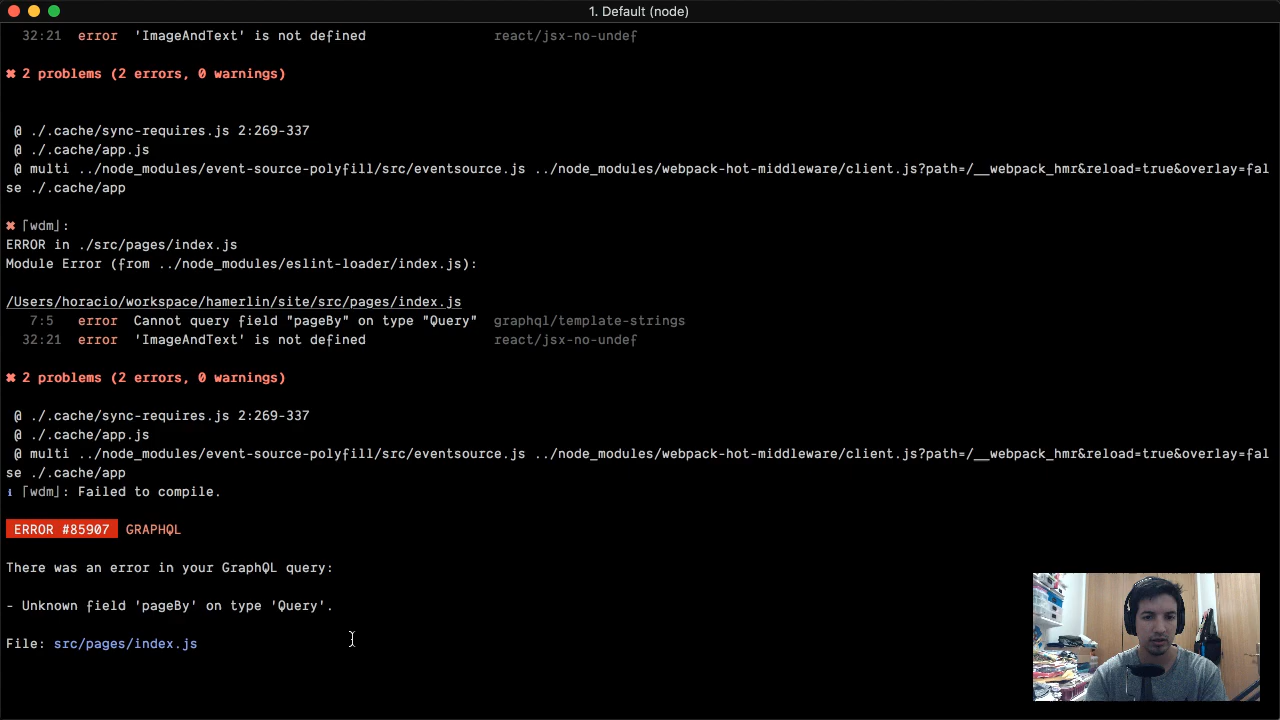 1. Default (node)
32:21 error 'ImageAndText' is not defined react/jsx-no-undef
✖ 2 problems (2 errors, 0 warnings)
@ ./.cache/sync-requires.js 2:269-337
@ ./.cache/app.js
@ multi ../node_modules/event-source-polyfill/src/eventsource.js ../node_modules/webpack-hot-middleware/client.js?path=/__webpack_hmr&reload=true&overlay=fal
se ./.cache/app
✖ ｢wdm｣:
ERROR in ./src/pages/index.js
Module Error (from ../node_modules/eslint-loader/index.js):
/Users/horacio/workspace/hamerlin/site/src/pages/index.js
7:5 error Cannot query field "pageBy" on type "Query" graphql/template-strings
32:21 error 'ImageAndText' is not defined react/jsx-no-undef
✖ 2 problems (2 errors, 0 warnings)
@ ./.cache/sync-requires.js 2:269-337
@ ./.cache/app.js
@ multi ../node_modules/event-source-polyfill/src/eventsource.js ../node_modules/webpack-hot-middleware/client.js?path=/__webpack_hmr&reload=true&overlay=fal
se ./.cache/app
ℹ ｢wdm｣: Failed to compile.
ERROR #85907 GRAPHQL
There was an error in your GraphQL query:
- Unknown field 'pageBy' on type 'Query'.
File: src/pages/index.js